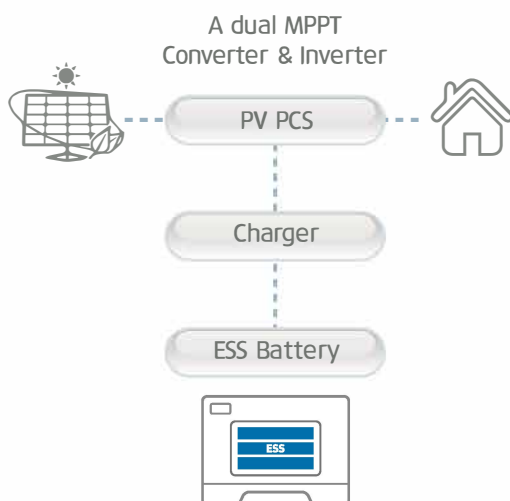 A dual MPPT
Converter & Inverter
PV PCS
Charger
ESS Battery
ESS